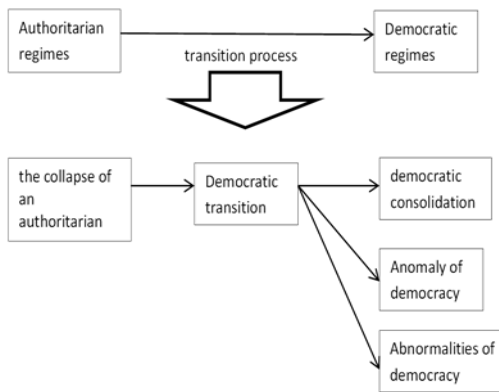 Authoritarian
regimes
Democratic
regimes
transition process
the collapse of
an
authoritarian
Democratic
transition
democratic
consolidation
Anomaly of
democracy
Abnormalities of
democracy